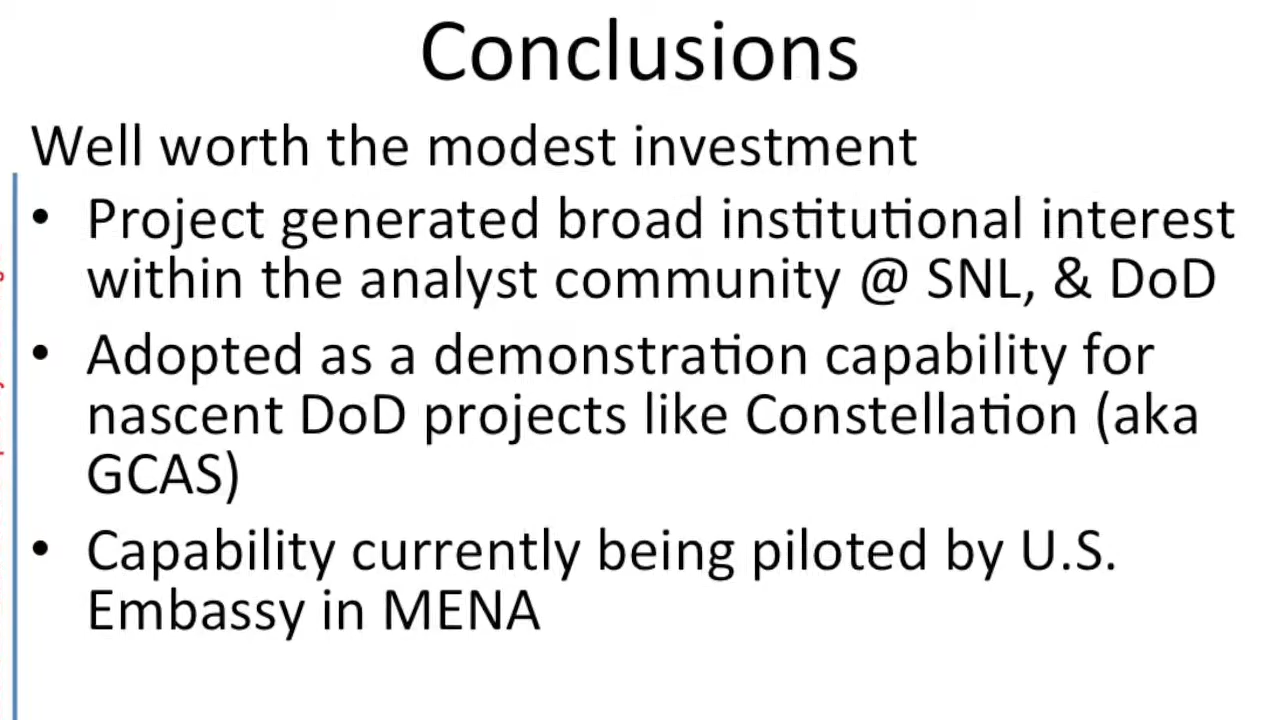 Conclusions
Well worth the modest investment
• Project generated broad institutional interest
within the analyst community @ SNL, & DoD
• Adopted as a demonstration capability for
nascent DoD projects like Constellation (aka
GCAS)
• Capability currently being piloted by U.S.
Embassy in MENA